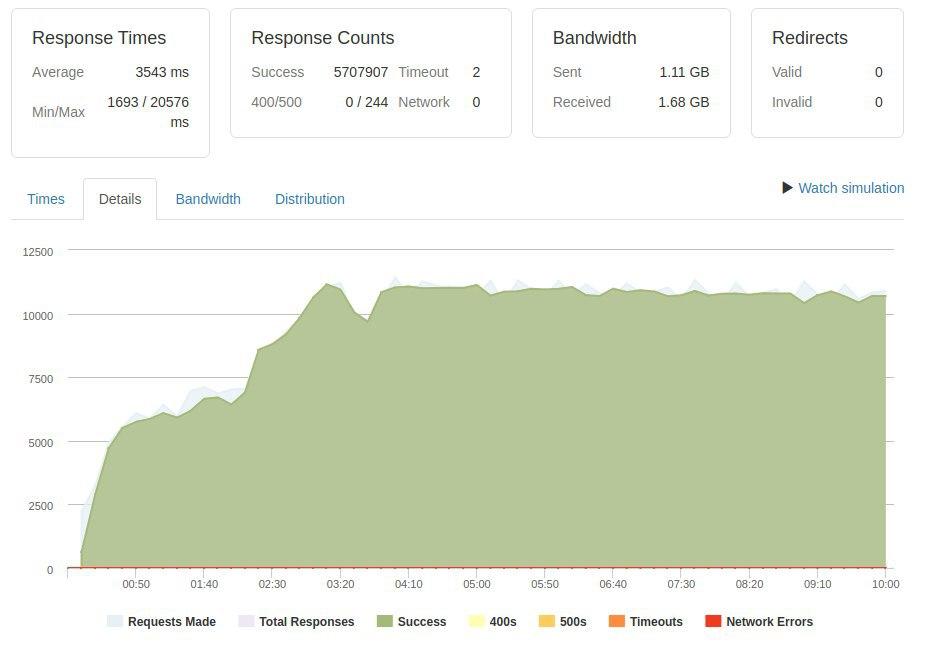 Response Times
Average 3543 ms
Min/Max 1693 / 20576 ms
Response Counts
Success 5707907 Timeout 2
400/500 0 / 244 Network 0
Bandwidth
Sent 1.11 GB
Received 1.68 GB
Redirects
Valid 0
Invalid 0
Times Details Bandwidth Distribution
Watch simulation
12500
10000
7500
5000
2500
0
00:50 01:40 02:30 03:20 04:10 05:00 05:50 06:40 07:30 08:20 09:10 10:00
Requests Made Total Responses Success 400s 500s Timeouts Network Errors